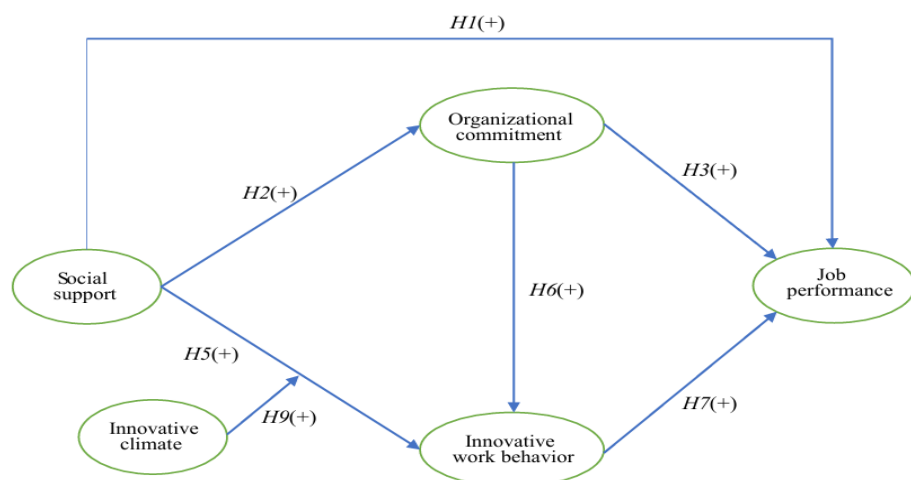 H1(+)
Organizational
commitment
H2(+)
H3(+)
Social
support
Job
performance
H6(+)
H5(+)
H9(+)
H7(+)
Innovative
climate
Innovative
work behavior